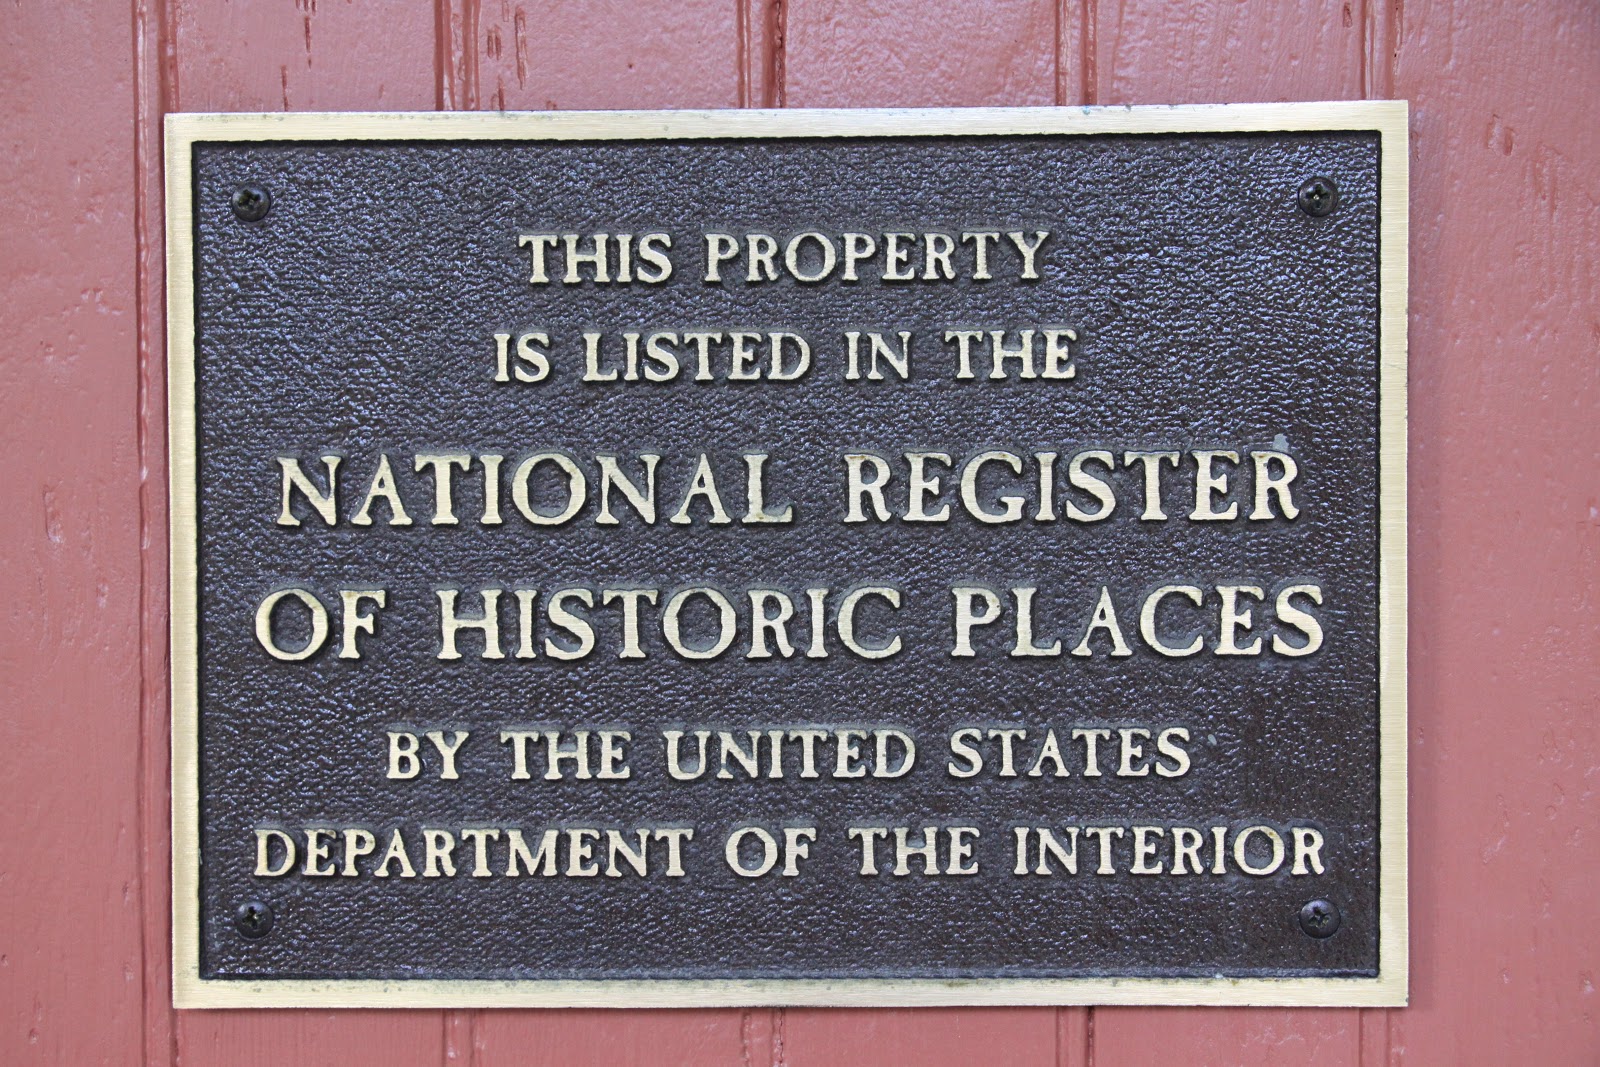 THIS PROPERTY
IS LISTED IN THE
NATIONAL REGISTER
OF HISTORIC PLACES
BY THE UNITED STATES
DEPARTMENT OF THE INTERIOR